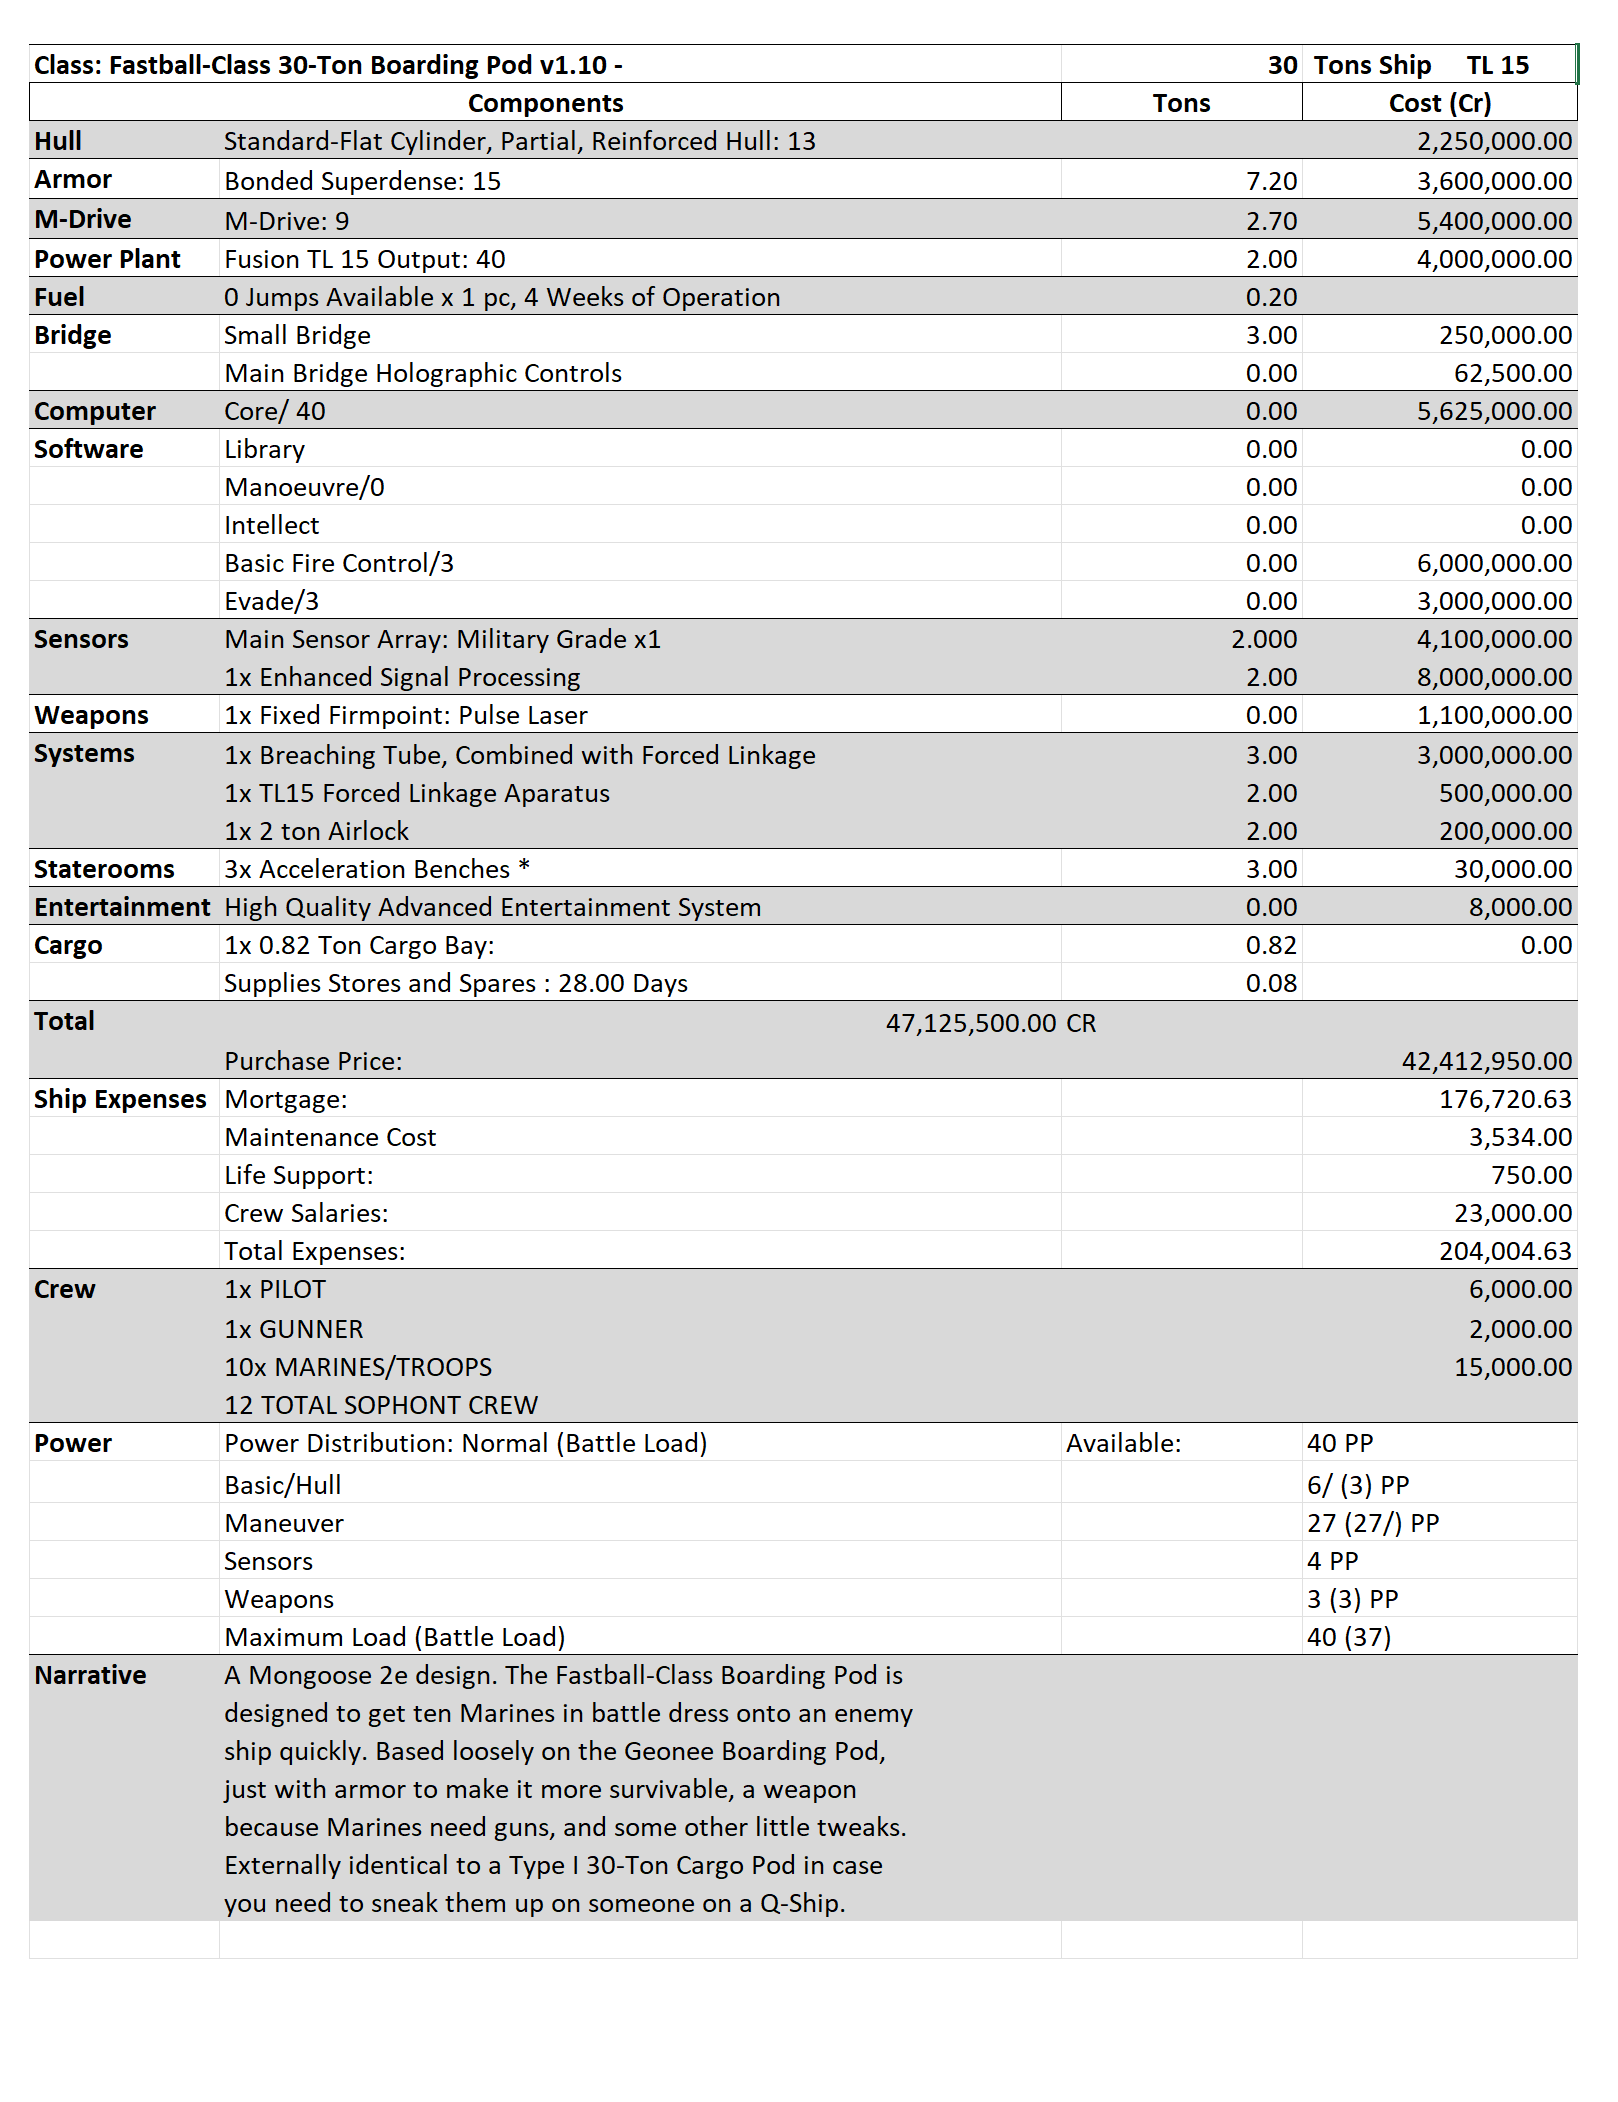 Class: Fastball-Class 30-Ton Boarding Pod v1.10 - 30 Tons Ship TL 15
Components Tons Cost (Cr)
Hull Standard-Flat Cylinder, Partial, Reinforced Hull: 13 2,250,000.00
Armor Bonded Superdense: 15 7.20 3,600,000.00
M-Drive M-Drive: 9 2.70 5,400,000.00
Power Plant Fusion TL 15 Output: 40 2.00 4,000,000.00
Fuel 0 Jumps Available x 1 pc, 4 Weeks of Operation 0.20
Bridge Small Bridge 3.00 250,000.00
Main Bridge Holographic Controls 0.00 62,500.00
Computer Core/ 40 0.00 5,625,000.00
Software Library 0.00 0.00
Manoeuvre/0 0.00 0.00
Intellect 0.00 0.00
Basic Fire Control/3 0.00 6,000,000.00
Evade/3 0.00 3,000,000.00
Sensors Main Sensor Array: Military Grade x1 2.000 4,100,000.00
1x Enhanced Signal Processing 2.00 8,000,000.00
Weapons 1x Fixed Firmpoint: Pulse Laser 0.00 1,100,000.00
Systems 1x Breaching Tube, Combined with Forced Linkage 3.00 3,000,000.00
1x TL15 Forced Linkage Aparatus 2.00 500,000.00
1x 2 ton Airlock 2.00 200,000.00
Staterooms 3x Acceleration Benches * 3.00 30,000.00
Entertainment High Quality Advanced Entertainment System 0.00 8,000.00
Cargo 1x 0.82 Ton Cargo Bay: 0.82 0.00
Supplies Stores and Spares : 28.00 Days 0.08
Total 47,125,500.00 CR
Purchase Price: 42,412,950.00
Ship Expenses Mortgage: 176,720.63
Maintenance Cost 3,534.00
Life Support: 750.00
Crew Salaries: 23,000.00
Total Expenses: 204,004.63
Crew 1x PILOT 6,000.00
1x GUNNER 2,000.00
10x MARINES/TROOPS 15,000.00
12 TOTAL SOPHONT CREW
Power Power Distribution: Normal (Battle Load) Available: 40 PP
Basic/Hull 6/ (3) PP
Maneuver 27 (27/) PP
Sensors 4 PP
Weapons 3 (3) PP
Maximum Load (Battle Load) 40 (37)
Narrative A Mongoose 2e design. The Fastball-Class Boarding Pod is
designed to get ten Marines in battle dress onto an enemy
ship quickly. Based loosely on the Geonee Boarding Pod,
just with armor to make it more survivable, a weapon
because Marines need guns, and some other little tweaks.
Externally identical to a Type I 30-Ton Cargo Pod in case
you need to sneak them up on someone on a Q-Ship.